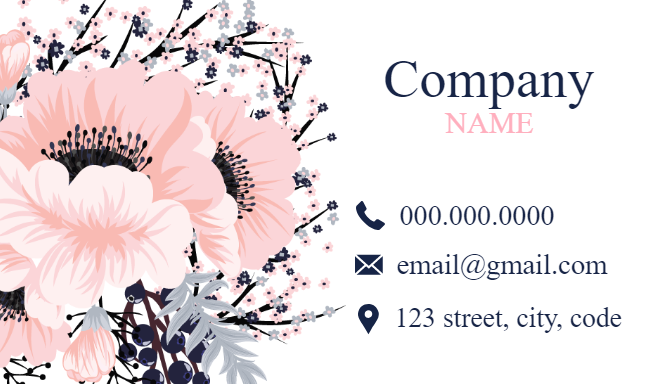 Company
NAME
000.000.0000
email@gmail.com
123 street, city, code